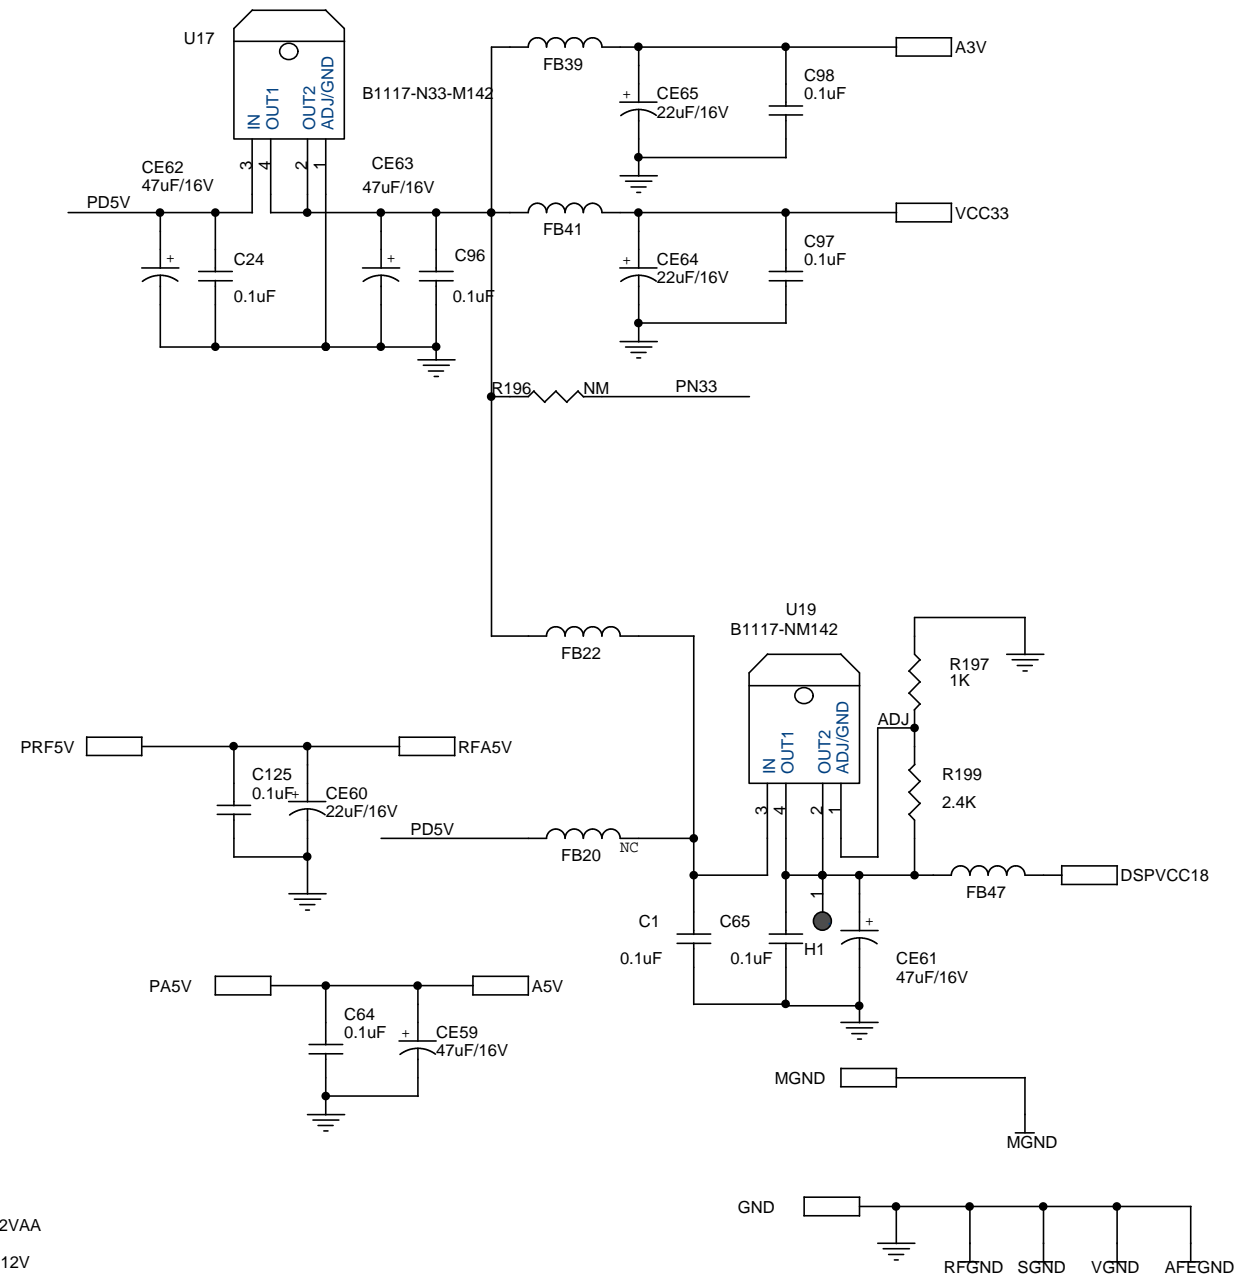 U17
B1117-N33-M142
IN
OUT1
OUT2
ADJ/GND
3
4
2
1
FB39
A3V
+
CE65
22uF/16V
C98
0.1uF
CE62
47uF/16V
CE63
47uF/16V
PD5V
FB41
VCC33
+
C24
0.1uF
+
C96
0.1uF
+
CE64
22uF/16V
C97
0.1uF
R196
NM
PN33
U19
B1117-NM142
FB22
R197
1K
ADJ
IN
OUT1
OUT2
ADJ/GND
3
4
2
1
R199
2.4K
PRF5V
RFA5V
C125
0.1uF
+
CE60
22uF/16V
PD5V
FB20
NC
FB47
DSPVCC18
C1
0.1uF
C65
0.1uF
1
H1
+
CE61
47uF/16V
PA5V
A5V
C64
0.1uF
+
CE59
47uF/16V
MGND
MGND
GND
RFGND
SGND
VGND
AFEGND
2VAA
12V